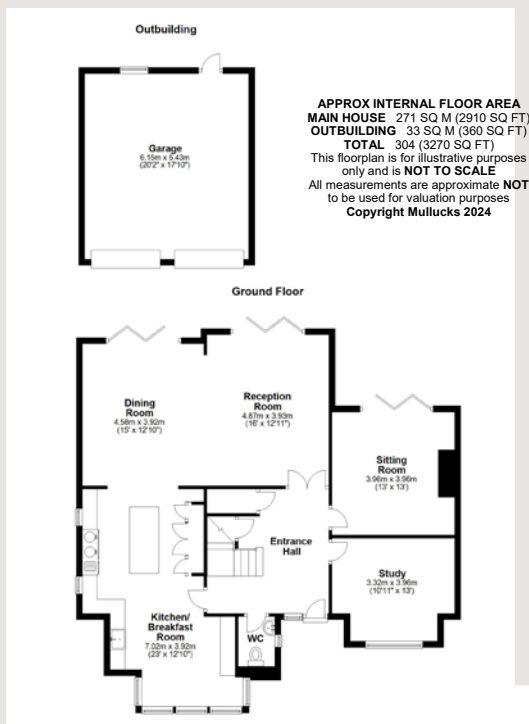 Outbuilding
Garage
6.15m x 5.43m
(20'2" x 17'10")
APPROX INTERNAL FLOOR AREA
MAIN HOUSE 271 SQ M (2910 SQ FT)
OUTBUILDING 33 SQ M (360 SQ FT)
TOTAL 304 (3270 SQ FT)
This floorplan is for illustrative purposes
only and is NOT TO SCALE
All measurements are approximate NOT
to be used for valuation purposes
Copyright Mullucks 2024
Ground Floor
Dining
Room
4.58m x 3.92m
(15' x 12'10")
Reception
Room
4.87m x 3.93m
(16' x 12'11")
Sitting
Room
3.96m x 3.96m
(13' x 13')
Entrance
Hall
Study
3.32m x 3.96m
(10'11" x 13')
Kitchen/
Breakfast
Room
7.02m x 3.92m
(23' x 12'10")
WC